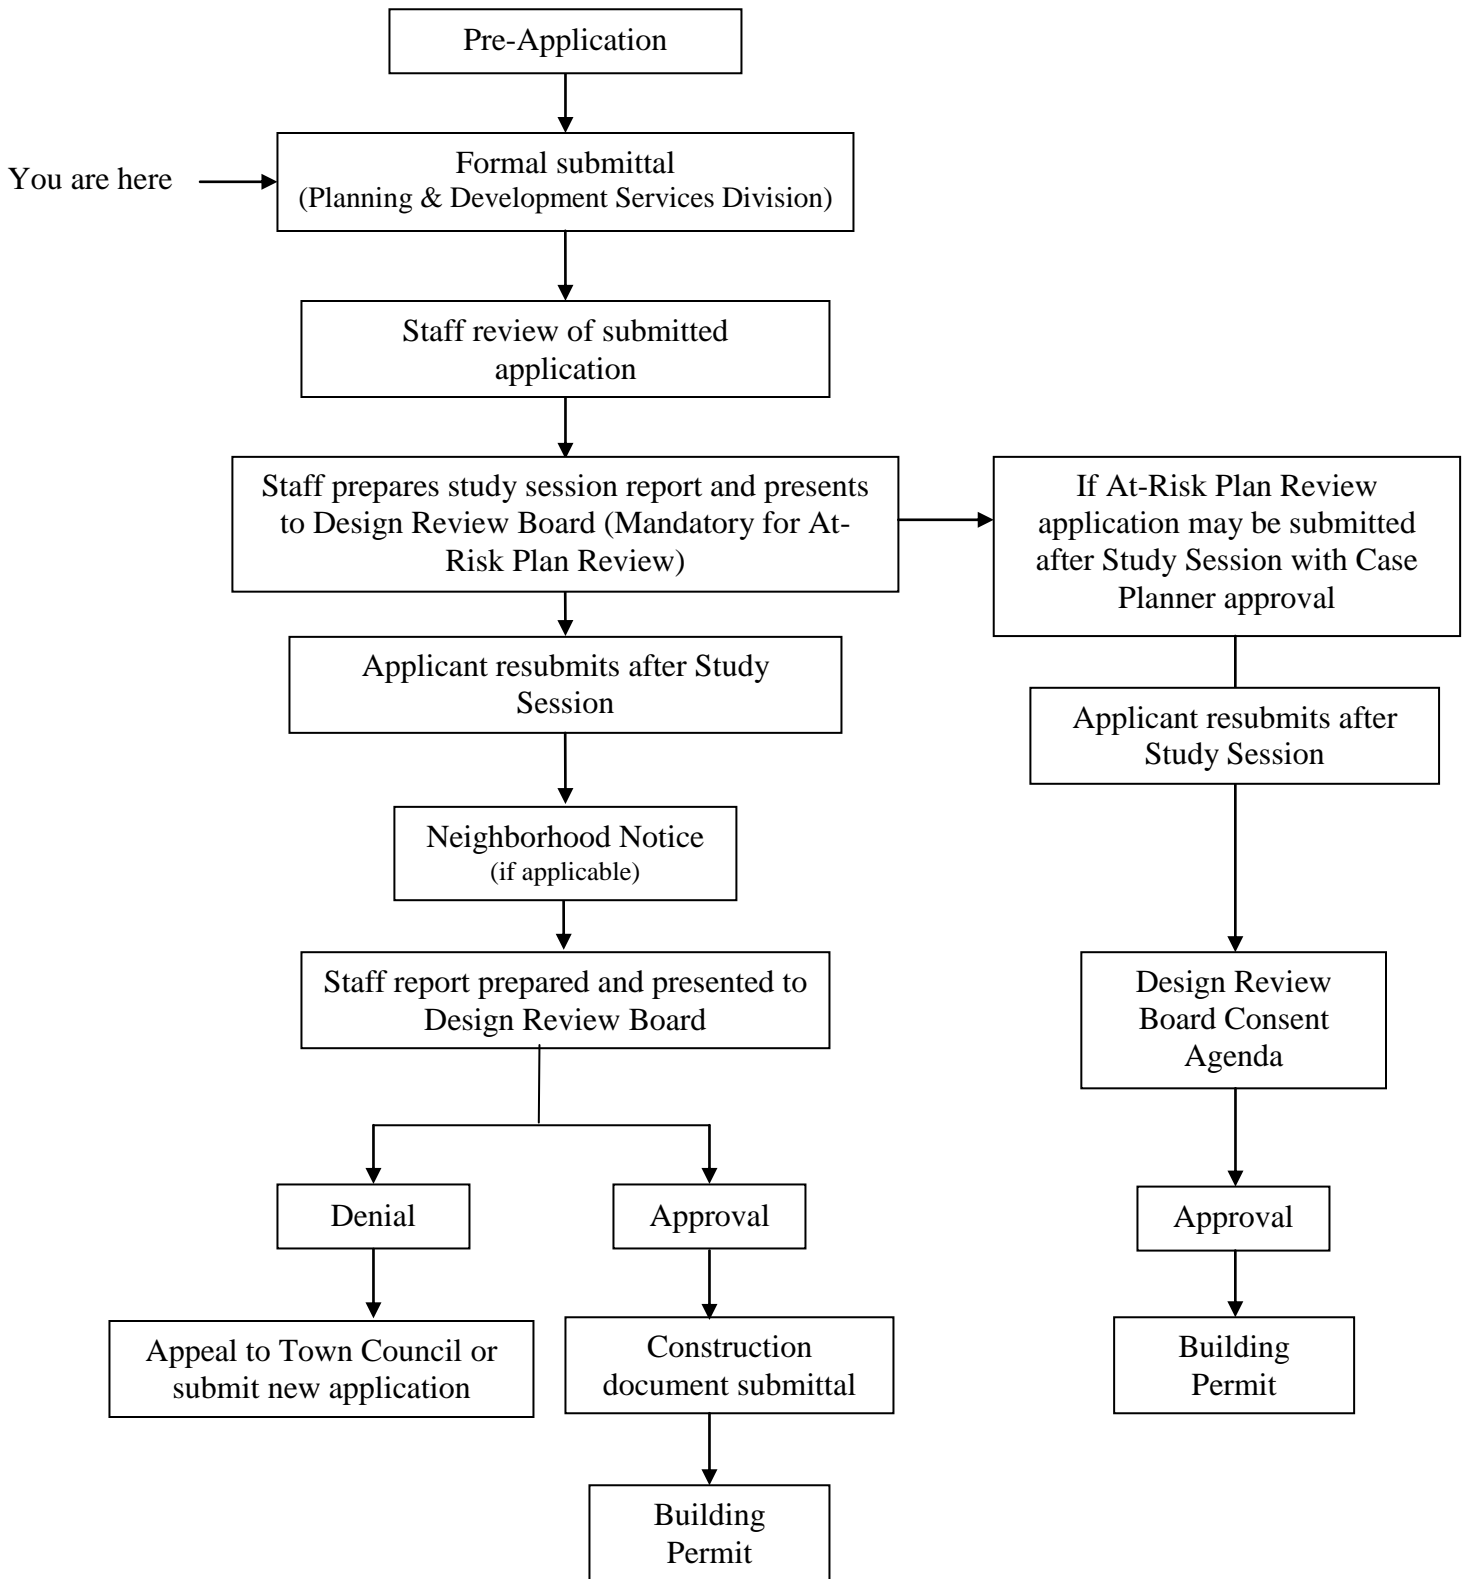 Pre-Application
You are here
Formal submittal
(Planning & Development Services Division)
Staff review of submitted
application
Staff prepares study session report and presents
to Design Review Board (Mandatory for At-
Risk Plan Review)
If At-Risk Plan Review
application may be submitted
after Study Session with Case
Planner approval
Applicant resubmits after Study
Session
Applicant resubmits after
Study Session
Neighborhood Notice
(if applicable)
Staff report prepared and presented to
Design Review Board
Design Review
Board Consent
Agenda
Denial
Approval
Approval
Appeal to Town Council or
submit new application
Construction
document submittal
Building
Permit
Building
Permit